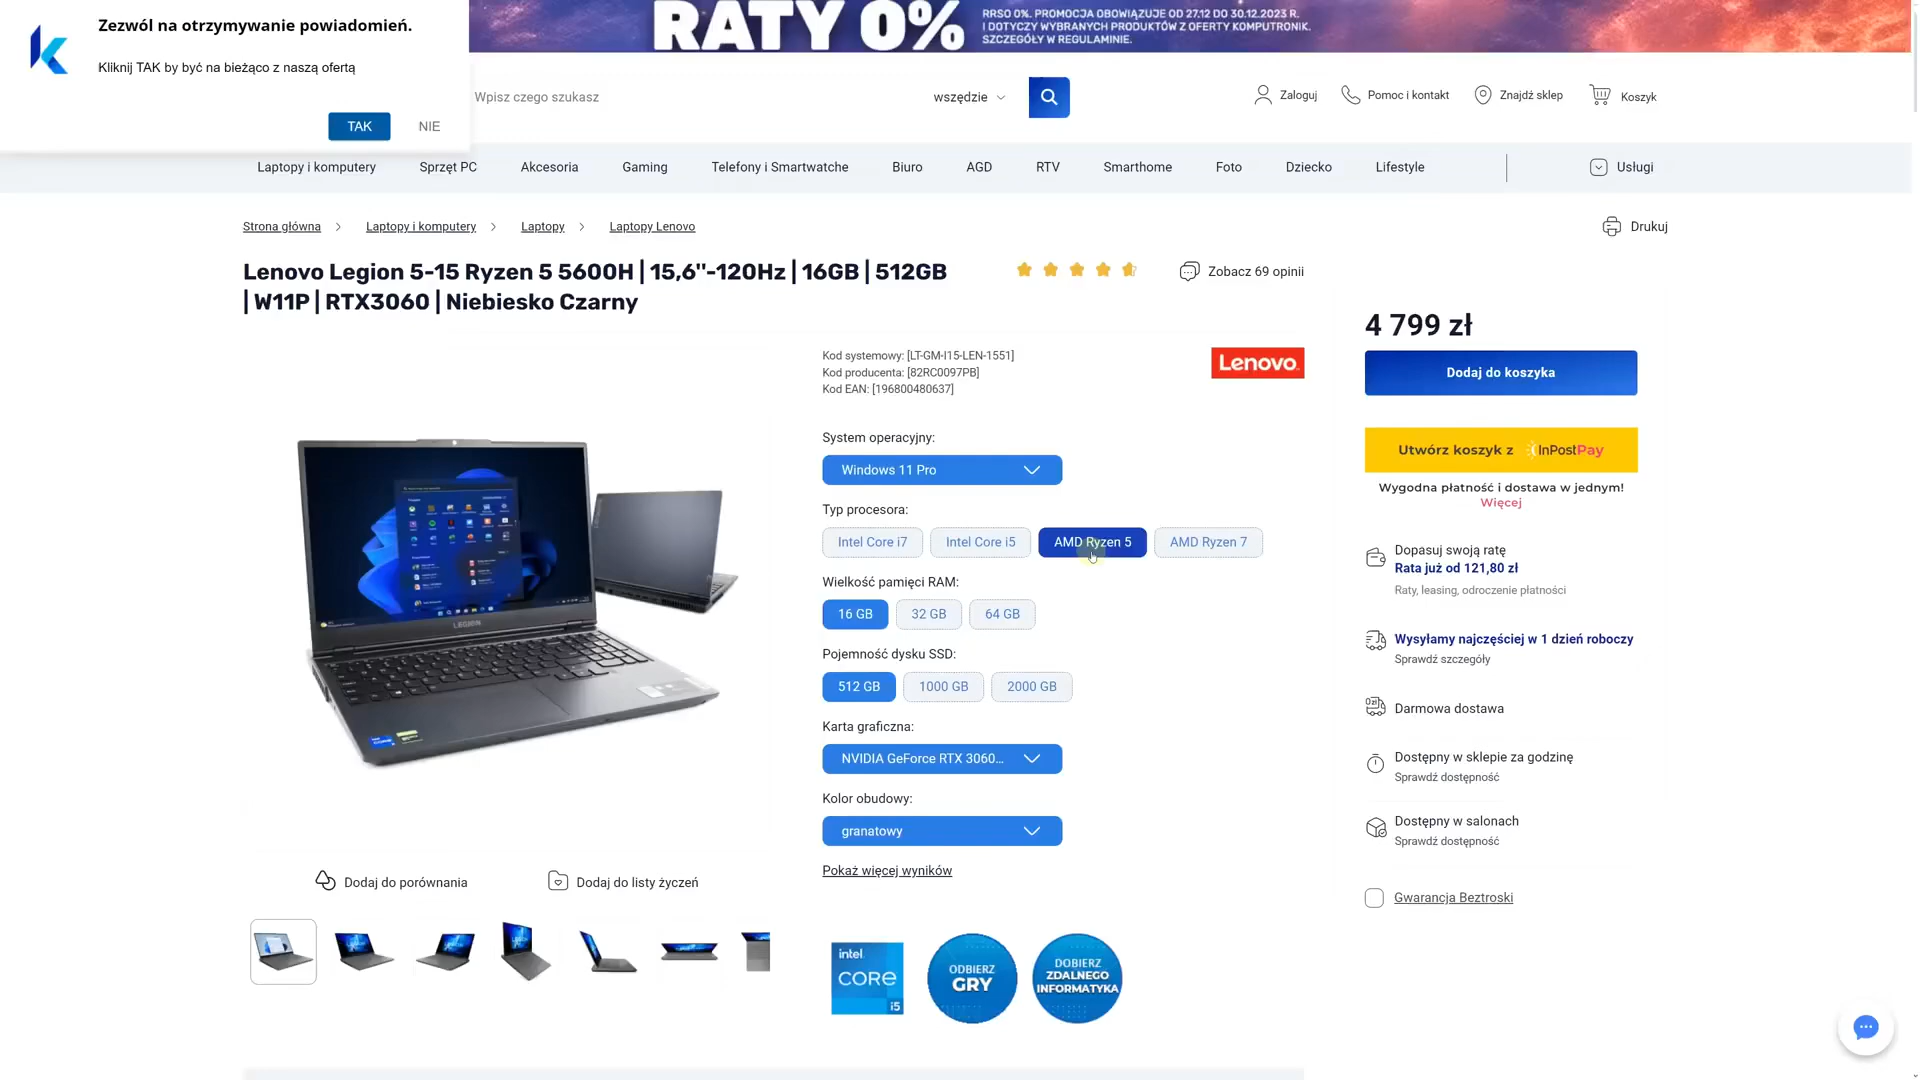 Zezwól na otrzymywanie powiadomień.
Kliknij TAK by być na bieżąco z naszą ofertą
TAK
NIE
RATY 0%
RRSO 0%. PROMOCJA OBOWIĄZUJE OD 27.12 DO 30.12.2023 R.
I DOTYCZY WYBRANYCH PRODUKTÓW Z OFERTY KOMPUTRONIK.
SZCZEGÓŁY W REGULAMINIE.
Wpisz czego szukasz
wszędzie
Zaloguj
Pomoc i kontakt
Znajdź sklep
Koszyk
Laptopy i komputery
Sprzęt PC
Akcesoria
Gaming
Telefony i Smartwatche
Biuro
AGD
RTV
Smarthome
Foto
Dziecko
Lifestyle
Usługi
Strona główna
Laptopy i komputery
Laptopy
Laptopy Lenovo
Drukuj
Lenovo Legion 5-15 Ryzen 5 5600H | 15,6''-120Hz | 16GB | 512GB
| W11P | RTX3060 | Niebiesko Czarny
Zobacz 69 opinii
4 799 zł
Dodaj do koszyka
Utwórz koszyk z InPostPay
Wygodna płatność i dostawa w jednym!
Więcej
Dopasuj swoją ratę
Rata już od 121,80 zł
Raty, leasing, odroczenie płatności
Wysyłamy najczęściej w 1 dzień roboczy
Sprawdź szczegóły
Darmowa dostawa
Dostępny w sklepie za godzinę
Sprawdź dostępność
Dostępny w salonach
Sprawdź dostępność
Gwarancja Beztroski
Kod systemowy: [LT-GM-I15-LEN-1551]
Kod producenta: [82RC0097PB]
Kod EAN: [196800480637]
Lenovo
System operacyjny:
Windows 11 Pro
Typ procesora:
Intel Core i7
Intel Core i5
AMD Ryzen 5
AMD Ryzen 7
Wielkość pamięci RAM:
16 GB
32 GB
64 GB
Pojemność dysku SSD:
512 GB
1000 GB
2000 GB
Karta graficzna:
NVIDIA GeForce RTX 3060...
Kolor obudowy:
granatowy
Pokaż więcej wyników
LEGION
Dodaj do porównania
Dodaj do listy życzeń
intel
CORE
i5
ODBIERZ
GRY
DOBIERZ
ZDALNEGO
INFORMATYKA